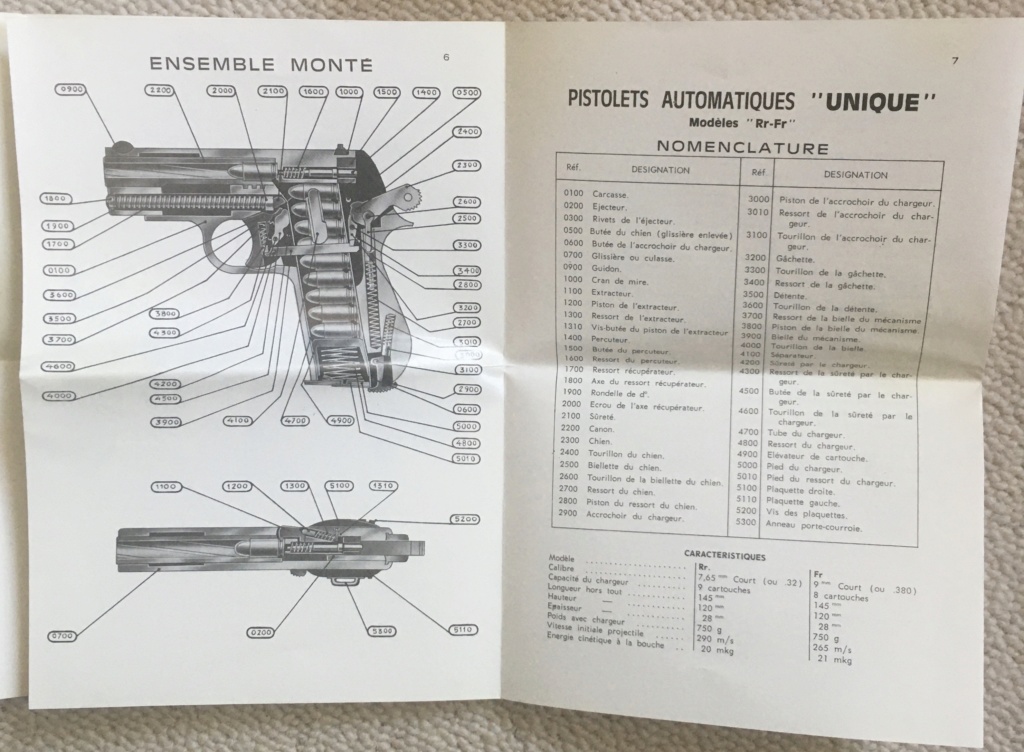 6
ENSEMBLE MONTÉ
0900
2200
2000
2100
1600
1000
1500
1400
0500
2400
2300
2600
2500
3300
3400
2800
3200
2700
3010
3100
2900
0600
5000
4800
5010
1800
1900
1700
0100
3600
3500
3700
4600
4000
3800
4300
4200
4500
3900
4100
4700
4900
1100
1200
1300
5100
1310
5200
0700
0200
5300
5110
7
PISTOLETS AUTOMATIQUES "UNIQUE"
Modèles "Rr-Fr"
NOMENCLATURE
Réf. DESIGNATION
0100 Carcasse.
0200 Ejecteur.
0300 Rivets de l'éjecteur.
0500 Butée du chien (glissière enlevée)
0600 Butée de l'accrochoir du chargeur.
0700 Glissière ou culasse.
0900 Guidon.
1000 Cran de mire.
1100 Extracteur.
1200 Piston de l'extracteur.
1300 Ressort de l'extracteur.
1310 Vis-butée du piston de l'extracteur
1400 Percuteur.
1500 Butée du percuteur.
1600 Ressort du percuteur.
1700 Ressort récupérateur.
1800 Axe du ressort récupérateur.
1900 Rondelle de d°.
2000 Ecrou de l'axe récupérateur.
2100 Sûreté.
2200 Canon.
2300 Chien.
2400 Tourillon du chien.
2500 Biellette du chien.
2600 Tourillon de la biellette du chien.
2700 Ressort du chien.
2800 Piston du ressort du chien.
2900 Accrochoir du chargeur.
Réf. DESIGNATION
3000 Piston de l'accrochoir du chargeur.
3010 Ressort de l'accrochoir du char-
geur.
3100 Tourillon de l'accrochoir du char-
geur.
3200 Gâchette.
3300 Tourillon de la gâchette.
3400 Ressort de la gâchette.
3500 Détente.
3600 Tourillon de la détente.
3700 Ressort de la bielle du mécanisme
3800 Piston de la bielle du mécanisme
3900 Bielle du mécanisme.
4000 Tourillon de la bielle.
4100 Séparateur
4200 Sûreté par le chargeur.
4300 Ressort de la sûreté par le char-
geur.
4500 Butée de la sûreté par le char-
geur.
4600 Tourillon de la sûreté par le
chargeur.
4700 Tube du chargeur.
4800 Ressort du chargeur.
4900 Elévateur de cartouche.
5000 Pied du chargeur.
5010 Pied du ressort du chargeur.
5100 Plaquette droite.
5110 Plaquette gauche.
5200 Vis des plaquettes.
5300 Anneau porte-courroie.
CARACTERISTIQUES
Modèle Rr. Fr
Calibre 7,65 mm Court (ou .32) 9 mm Court (ou .380)
Capacité du chargeur 9 cartouches 8 cartouches
Longueur hors tout 145 mm 145 mm
Hauteur — 120 mm 120 mm
Epaisseur — 28 mm 28 mm
Poids avec chargeur 750 g 750 g
Vitesse initiale projectile 290 m/s 265 m/s
Energie cinétique à la bouche 20 mkg 21 mkg